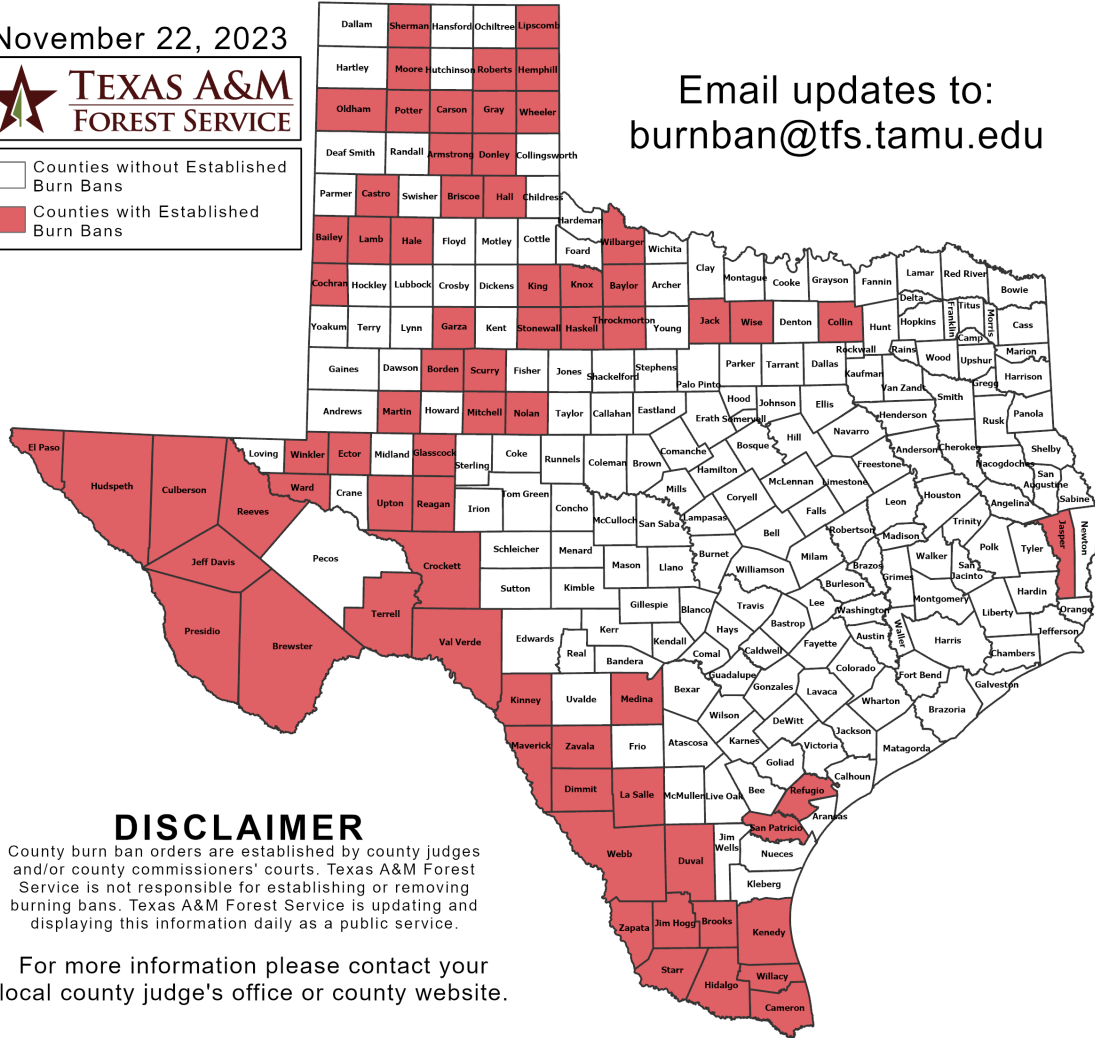 November 22, 2023
TEXAS A&M
FOREST SERVICE
Counties without Established
Burn Bans
Counties with Established
Burn Bans
Email updates to:
burnban@tfs.tamu.edu
Dallam Sherman Hansford Ochiltree Lipscomb
Hartley Moore Hutchinson Roberts Hemphill
Oldham Potter Carson Gray Wheeler
Deaf Smith Randall Armstrong Donley Collingsworth
Parmer Castro Swisher Briscoe Hall Childress
Hardeman
Bailey Lamb Hale Floyd Motley Cottle Foard Wilbarger Wichita
Clay Montague Cooke Grayson Fannin Lamar Red River Bowie
Cochran Hockley Lubbock Crosby Dickens King Knox Baylor Archer
Delta Franklin Titus Morris Cass
Yoakum Terry Lynn Garza Kent Stonewall Haskell Throckmorton Young Jack Wise Denton Collin Hunt Hopkins Camp
Rockwall Rains Wood Upshur Marion
Gaines Dawson Borden Scurry Fisher Jones Shackelford Stephens Palo Pinto Parker Tarrant Dallas Kaufman Van Zandt Gregg Harrison
Smith
Andrews Martin Howard Mitchell Nolan Taylor Callahan Eastland Erath Hood Somervell Johnson Ellis Henderson Rusk Panola
El Paso Loving Winkler Ector Midland Glasscock Sterling Coke Runnels Coleman Brown Comanche Bosque Hill Navarro Anderson Cherokee Shelby
Hamilton Freestone Nacogdoches San
Augustine
Hudspeth Culberson Reeves Ward Crane Upton Reagan Irion Tom Green Concho McCulloch San Saba Mills Lampasas Coryell McLennan Limestone Leon Houston Angelina Sabine
Falls Bell Robertson Madison Trinity Polk Tyler Jasper Newton
Jeff Davis Pecos Crockett Schleicher Menard Mason Llano Burnet Williamson Milam Brazos Grimes Walker San
Jacinto
Sutton Kimble Burleson Montgomery Hardin
Presidio Brewster Terrell Val Verde Edwards Gillespie Blanco Travis Lee Washington Liberty Orange
Kerr Kendall Hays Bastrop Fayette Austin Waller Harris Jefferson
Real Bandera Comal Caldwell Chambers
Guadalupe Colorado Fort Bend Galveston
Kinney Uvalde Medina Bexar Gonzales Lavaca Wharton Brazoria
Wilson DeWitt Jackson
Maverick Zavala Frio Atascosa Karnes Victoria Matagorda
Goliad Calhoun
Dimmit La Salle McMullen Live Oak Bee Refugio Aransas
San Patricio
Webb Duval Jim
Wells Nueces
Kleberg
Zapata Jim Hogg Brooks Kenedy
Starr Hidalgo Willacy
Cameron
DISCLAIMER
County burn ban orders are established by county judges
and/or county commissioners' courts. Texas A&M Forest
Service is not responsible for establishing or removing
burning bans. Texas A&M Forest Service is updating and
displaying this information daily as a public service.
For more information please contact your
local county judge's office or county website.